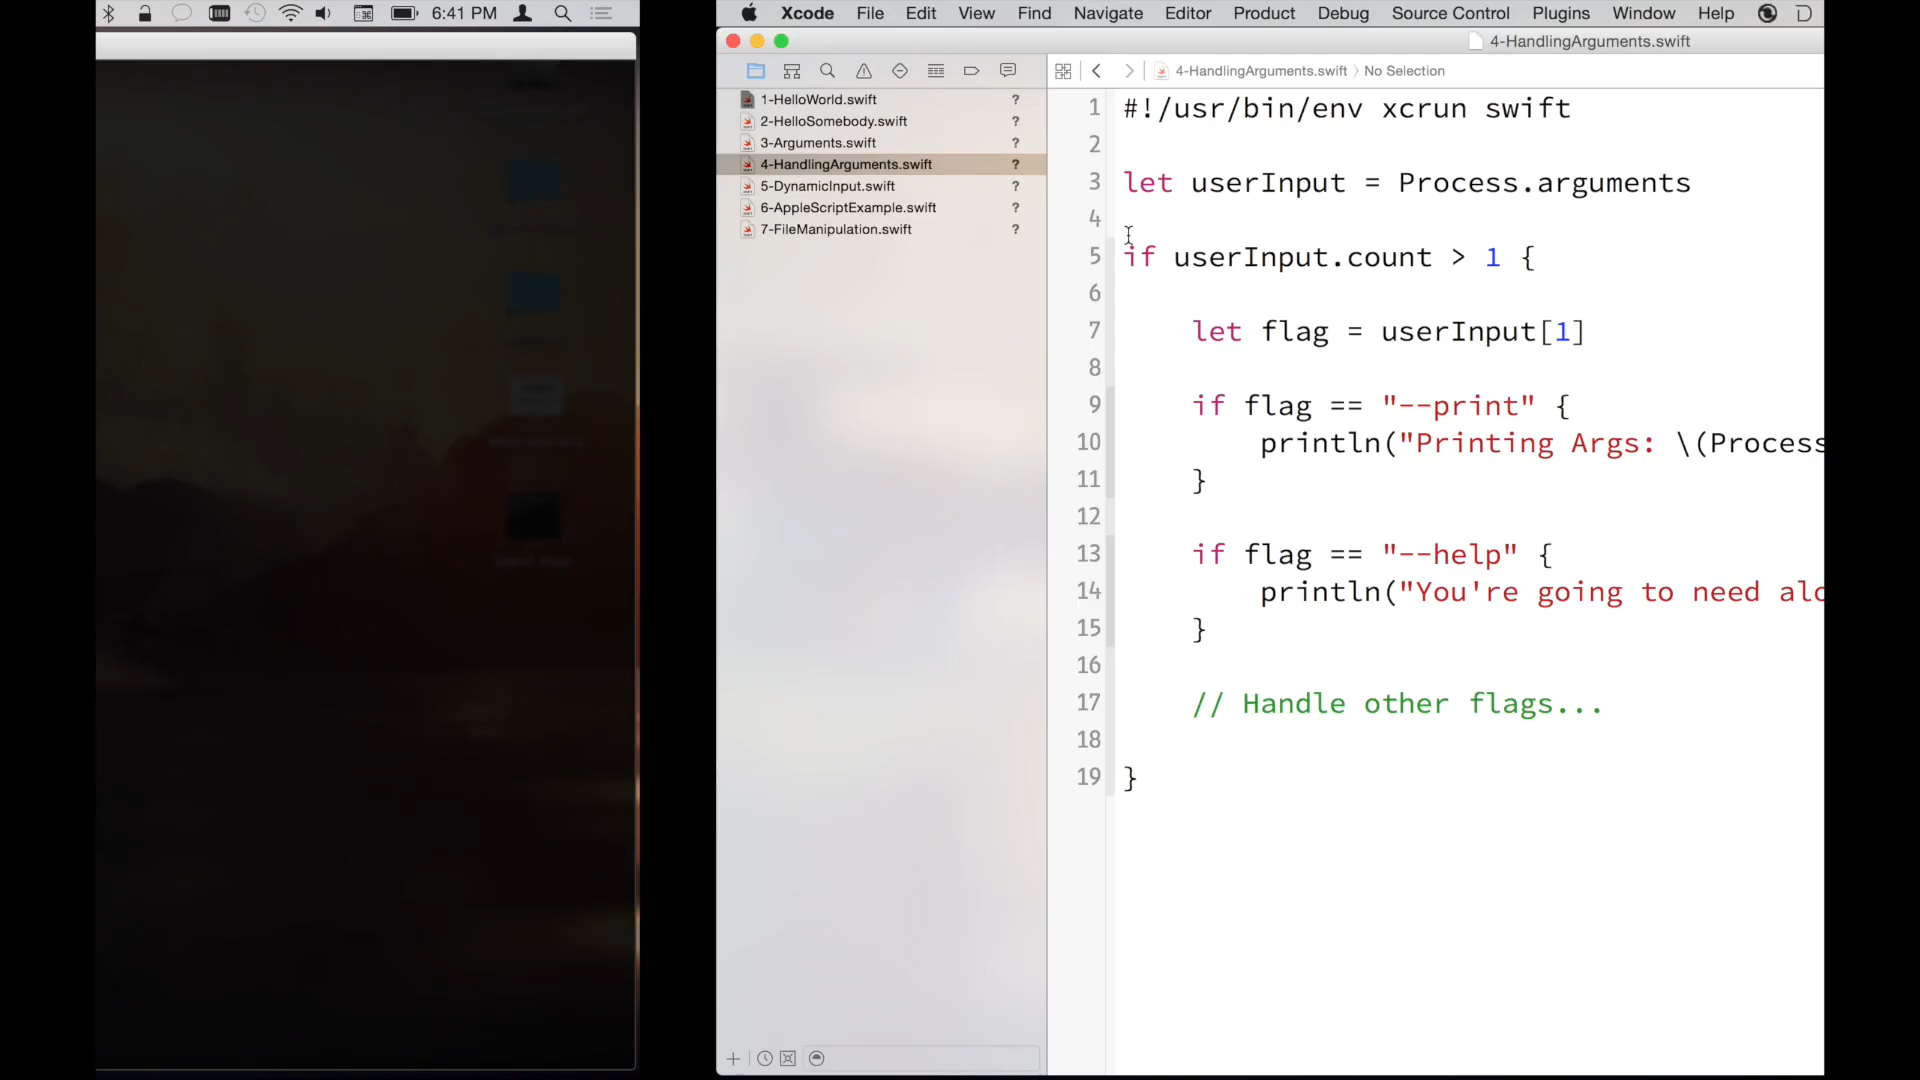 6:41 PM
Xcode File Edit View Find Navigate Editor Product Debug Source Control Plugins Window Help
4-HandlingArguments.swift
4-HandlingArguments.swift 〉 No Selection
1-HelloWorld.swift ?
2-HelloSomebody.swift ?
3-Arguments.swift ?
4-HandlingArguments.swift ?
5-DynamicInput.swift ?
6-AppleScriptExample.swift ?
7-FileManipulation.swift ?
1 #!/usr/bin/env xcrun swift
2
3 let userInput = Process.arguments
4
5 if userInput.count > 1 {
6
7 let flag = userInput[1]
8
9 if flag == "--print" {
10 println("Printing Args: \(Process
11 }
12
13 if flag == "--help" {
14 println("You're going to need alo
15 }
16
17 // Handle other flags...
18
19 }